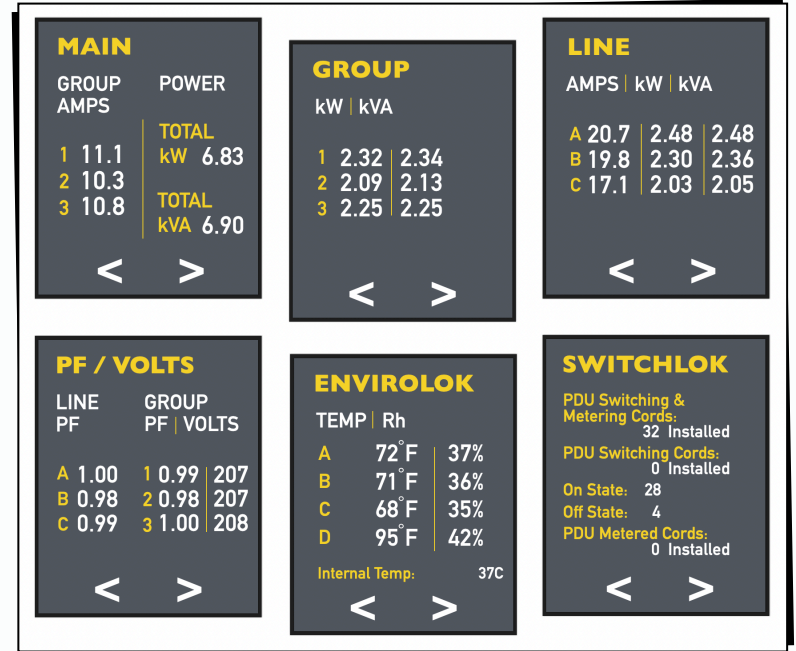 MAIN
GROUP AMPS POWER
1 11.1
2 10.3
3 10.8
TOTAL
kW 6.83
TOTAL
kVA 6.90
< >
GROUP
kW | kVA
1 2.32 | 2.34
2 2.09 | 2.13
3 2.25 | 2.25
< >
LINE
AMPS | kW | kVA
A 20.7 | 2.48 | 2.48
B 19.8 | 2.30 | 2.36
C 17.1 | 2.03 | 2.05
< >
PF / VOLTS
LINE GROUP
PF PF | VOLTS
A 1.00 1 0.99 | 207
B 0.98 2 0.98 | 207
C 0.99 3 1.00 | 208
< >
ENVIROLOK
TEMP | Rh
A 72°F | 37%
B 71°F | 36%
C 68°F | 35%
D 95°F | 42%
Internal Temp: 37C
< >
SWITCHLOK
PDU Switching &
Metering Cords:
32 Installed
PDU Switching Cords:
0 Installed
On State: 28
Off State: 4
PDU Metered Cords:
0 Installed
< >